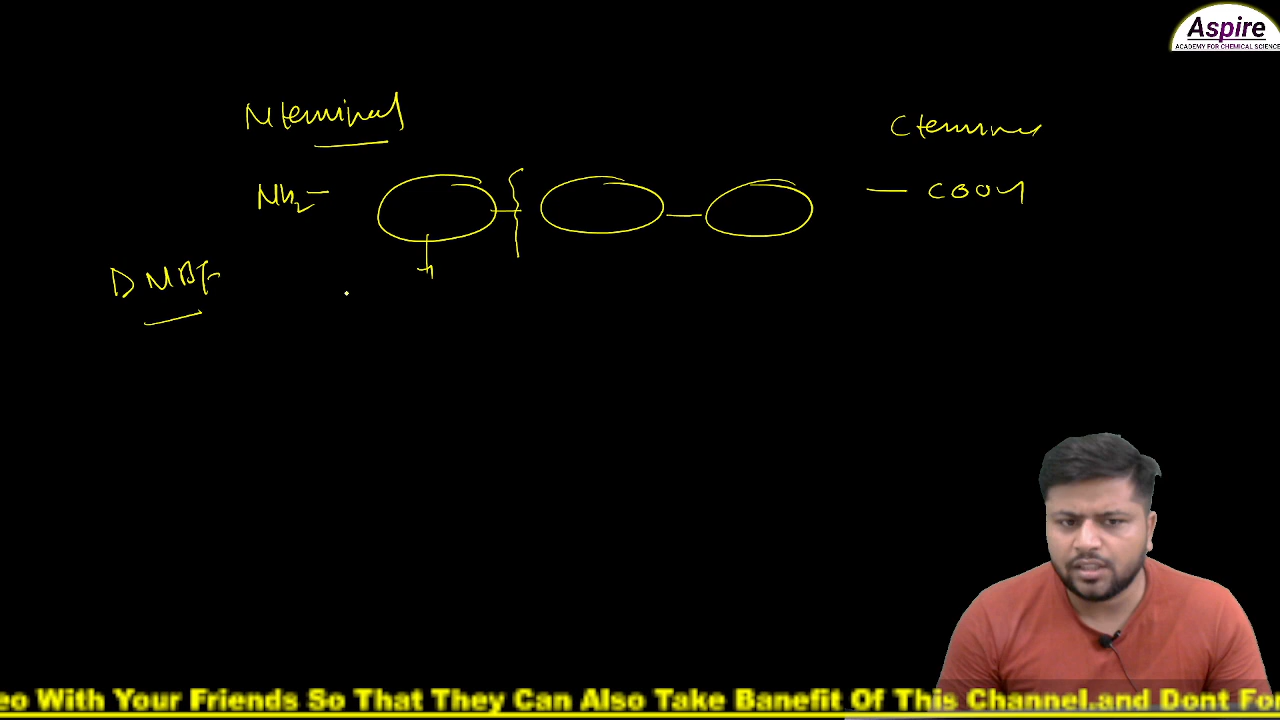 Aspire
ACADEMY FOR CHEMICAL SCIENCE
N terminal
C terminal
NH2 —
— COOH
DNBF
eo With Your Friends So That They Can Also Take Banefit Of This Channel.and Dont For